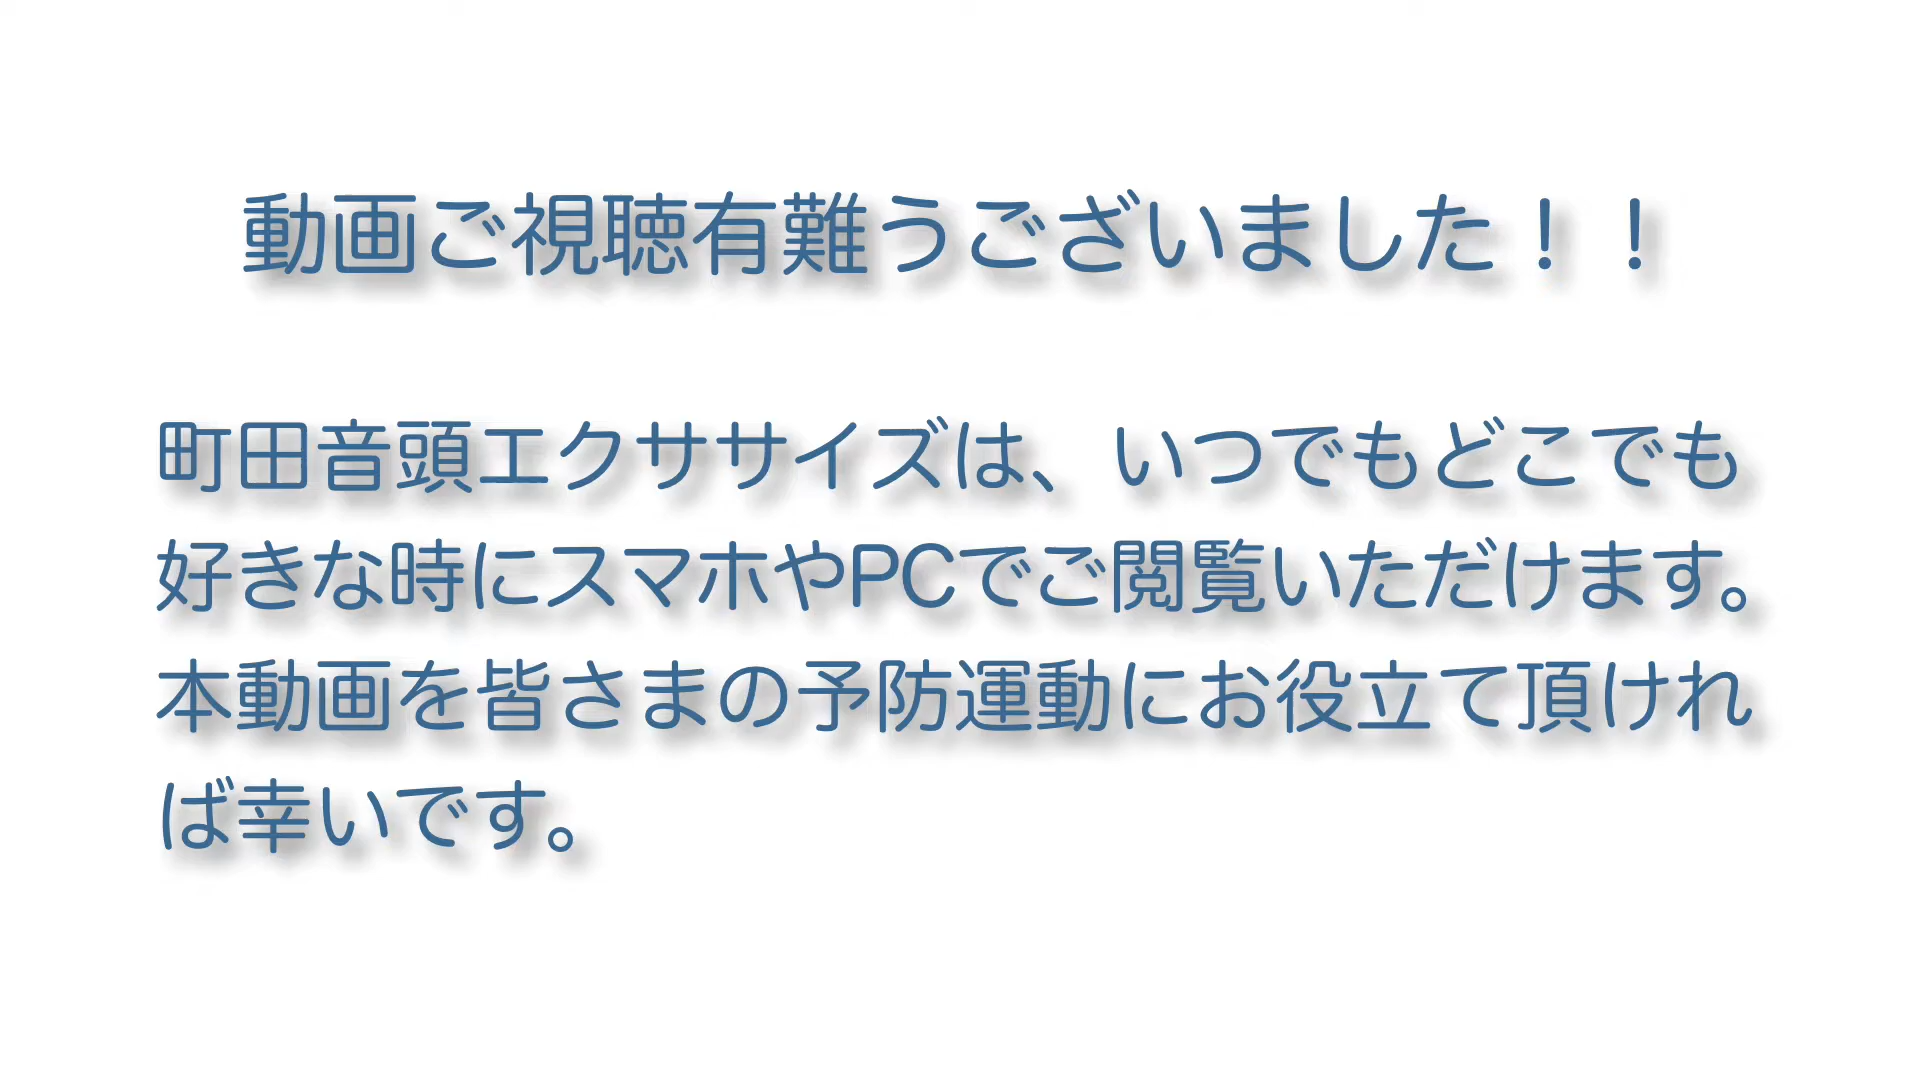 動画ご視聴有難うございました！！
町田音頭エクササイズは、いつでもどこでも
好きな時にスマホやPCでご閲覧いただけます。
本動画を皆さまの予防運動にお役立て頂けれ
ば幸いです。